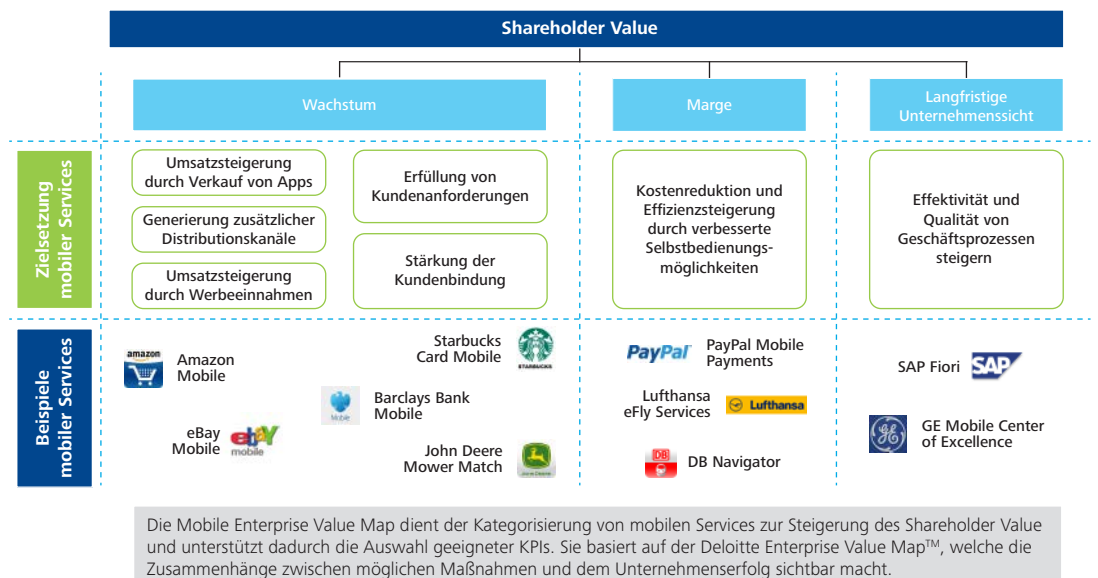 Shareholder Value
Wachstum
Marge
Langfristige
Unternehmenssicht
Zielsetzung
mobiler Services
Umsatzsteigerung
durch Verkauf von Apps
Generierung zusätzlicher
Distributionskanäle
Umsatzsteigerung
durch Werbeeinnahmen
Erfüllung von
Kundenanforderungen
Stärkung der
Kundenbindung
Kostenreduktion und
Effizienzsteigerung
durch verbesserte
Selbstbedienungs-
möglichkeiten
Effektivität und
Qualität von
Geschäftsprozessen
steigern
Beispiele
mobiler Services
amazon
Amazon
Mobile
eBay
Mobile
ebay
mobile
Starbucks
Card Mobile
STARBUCKS
Mobile
Barclays Bank
Mobile
John Deere
Mower Match
JOHN DEERE
PayPal
PayPal Mobile
Payments
Lufthansa
eFly Services
Lufthansa
DB
DB Navigator
SAP Fiori
SAP
GE
GE Mobile Center
of Excellence
Die Mobile Enterprise Value Map dient der Kategorisierung von mobilen Services zur Steigerung des Shareholder Value
und unterstützt dadurch die Auswahl geeigneter KPIs. Sie basiert auf der Deloitte Enterprise Value Map™, welche die
Zusammenhänge zwischen möglichen Maßnahmen und dem Unternehmenserfolg sichtbar macht.